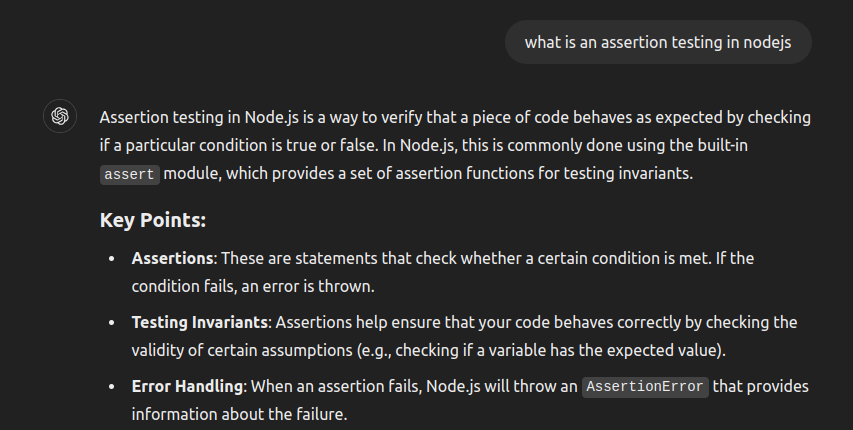 what is an assertion testing in nodejs
Assertion testing in Node.js is a way to verify that a piece of code behaves as expected by checking
if a particular condition is true or false. In Node.js, this is commonly done using the built-in
assert module, which provides a set of assertion functions for testing invariants.
Key Points:
• Assertions: These are statements that check whether a certain condition is met. If the
condition fails, an error is thrown.
• Testing Invariants: Assertions help ensure that your code behaves correctly by checking the
validity of certain assumptions (e.g., checking if a variable has the expected value).
• Error Handling: When an assertion fails, Node.js will throw an AssertionError that provides
information about the failure.